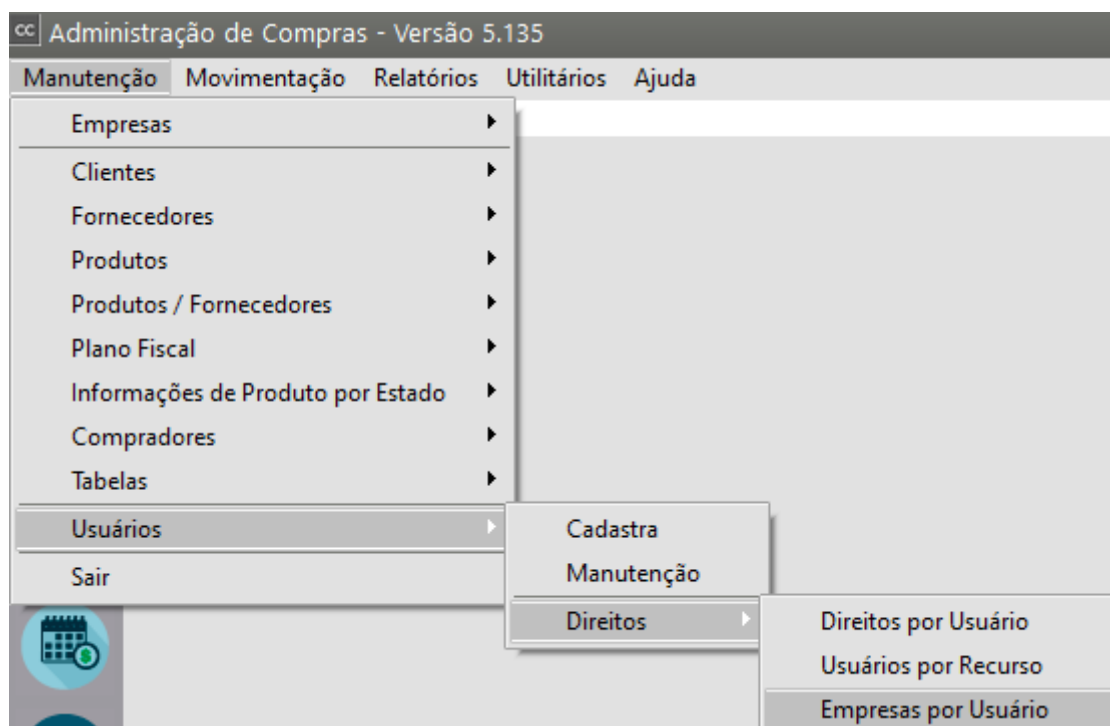 cc Administração de Compras - Versão 5.135
Manutenção Movimentação Relatórios Utilitários Ajuda
Empresas
Clientes
Fornecedores
Produtos
Produtos / Fornecedores
Plano Fiscal
Informações de Produto por Estado
Compradores
Tabelas
Usuários
Sair
Cadastra
Manutenção
Direitos
Direitos por Usuário
Usuários por Recurso
Empresas por Usuário